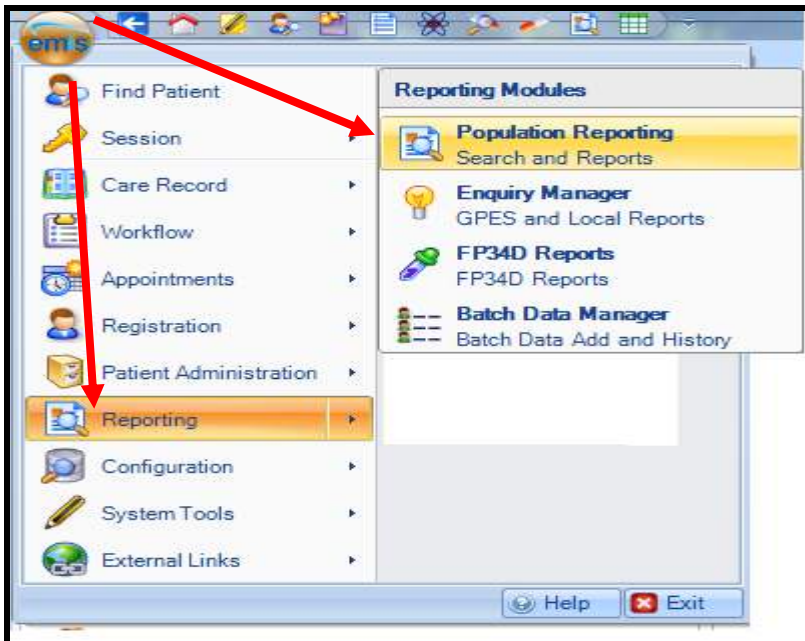 emis
Find Patient
Session
Care Record
Workflow
Appointments
Registration
Patient Administration
Reporting
Configuration
System Tools
External Links
Reporting Modules
Population Reporting
Search and Reports
Enquiry Manager
GPES and Local Reports
FP34D Reports
FP34D Reports
Batch Data Manager
Batch Data Add and History
Help
Exit